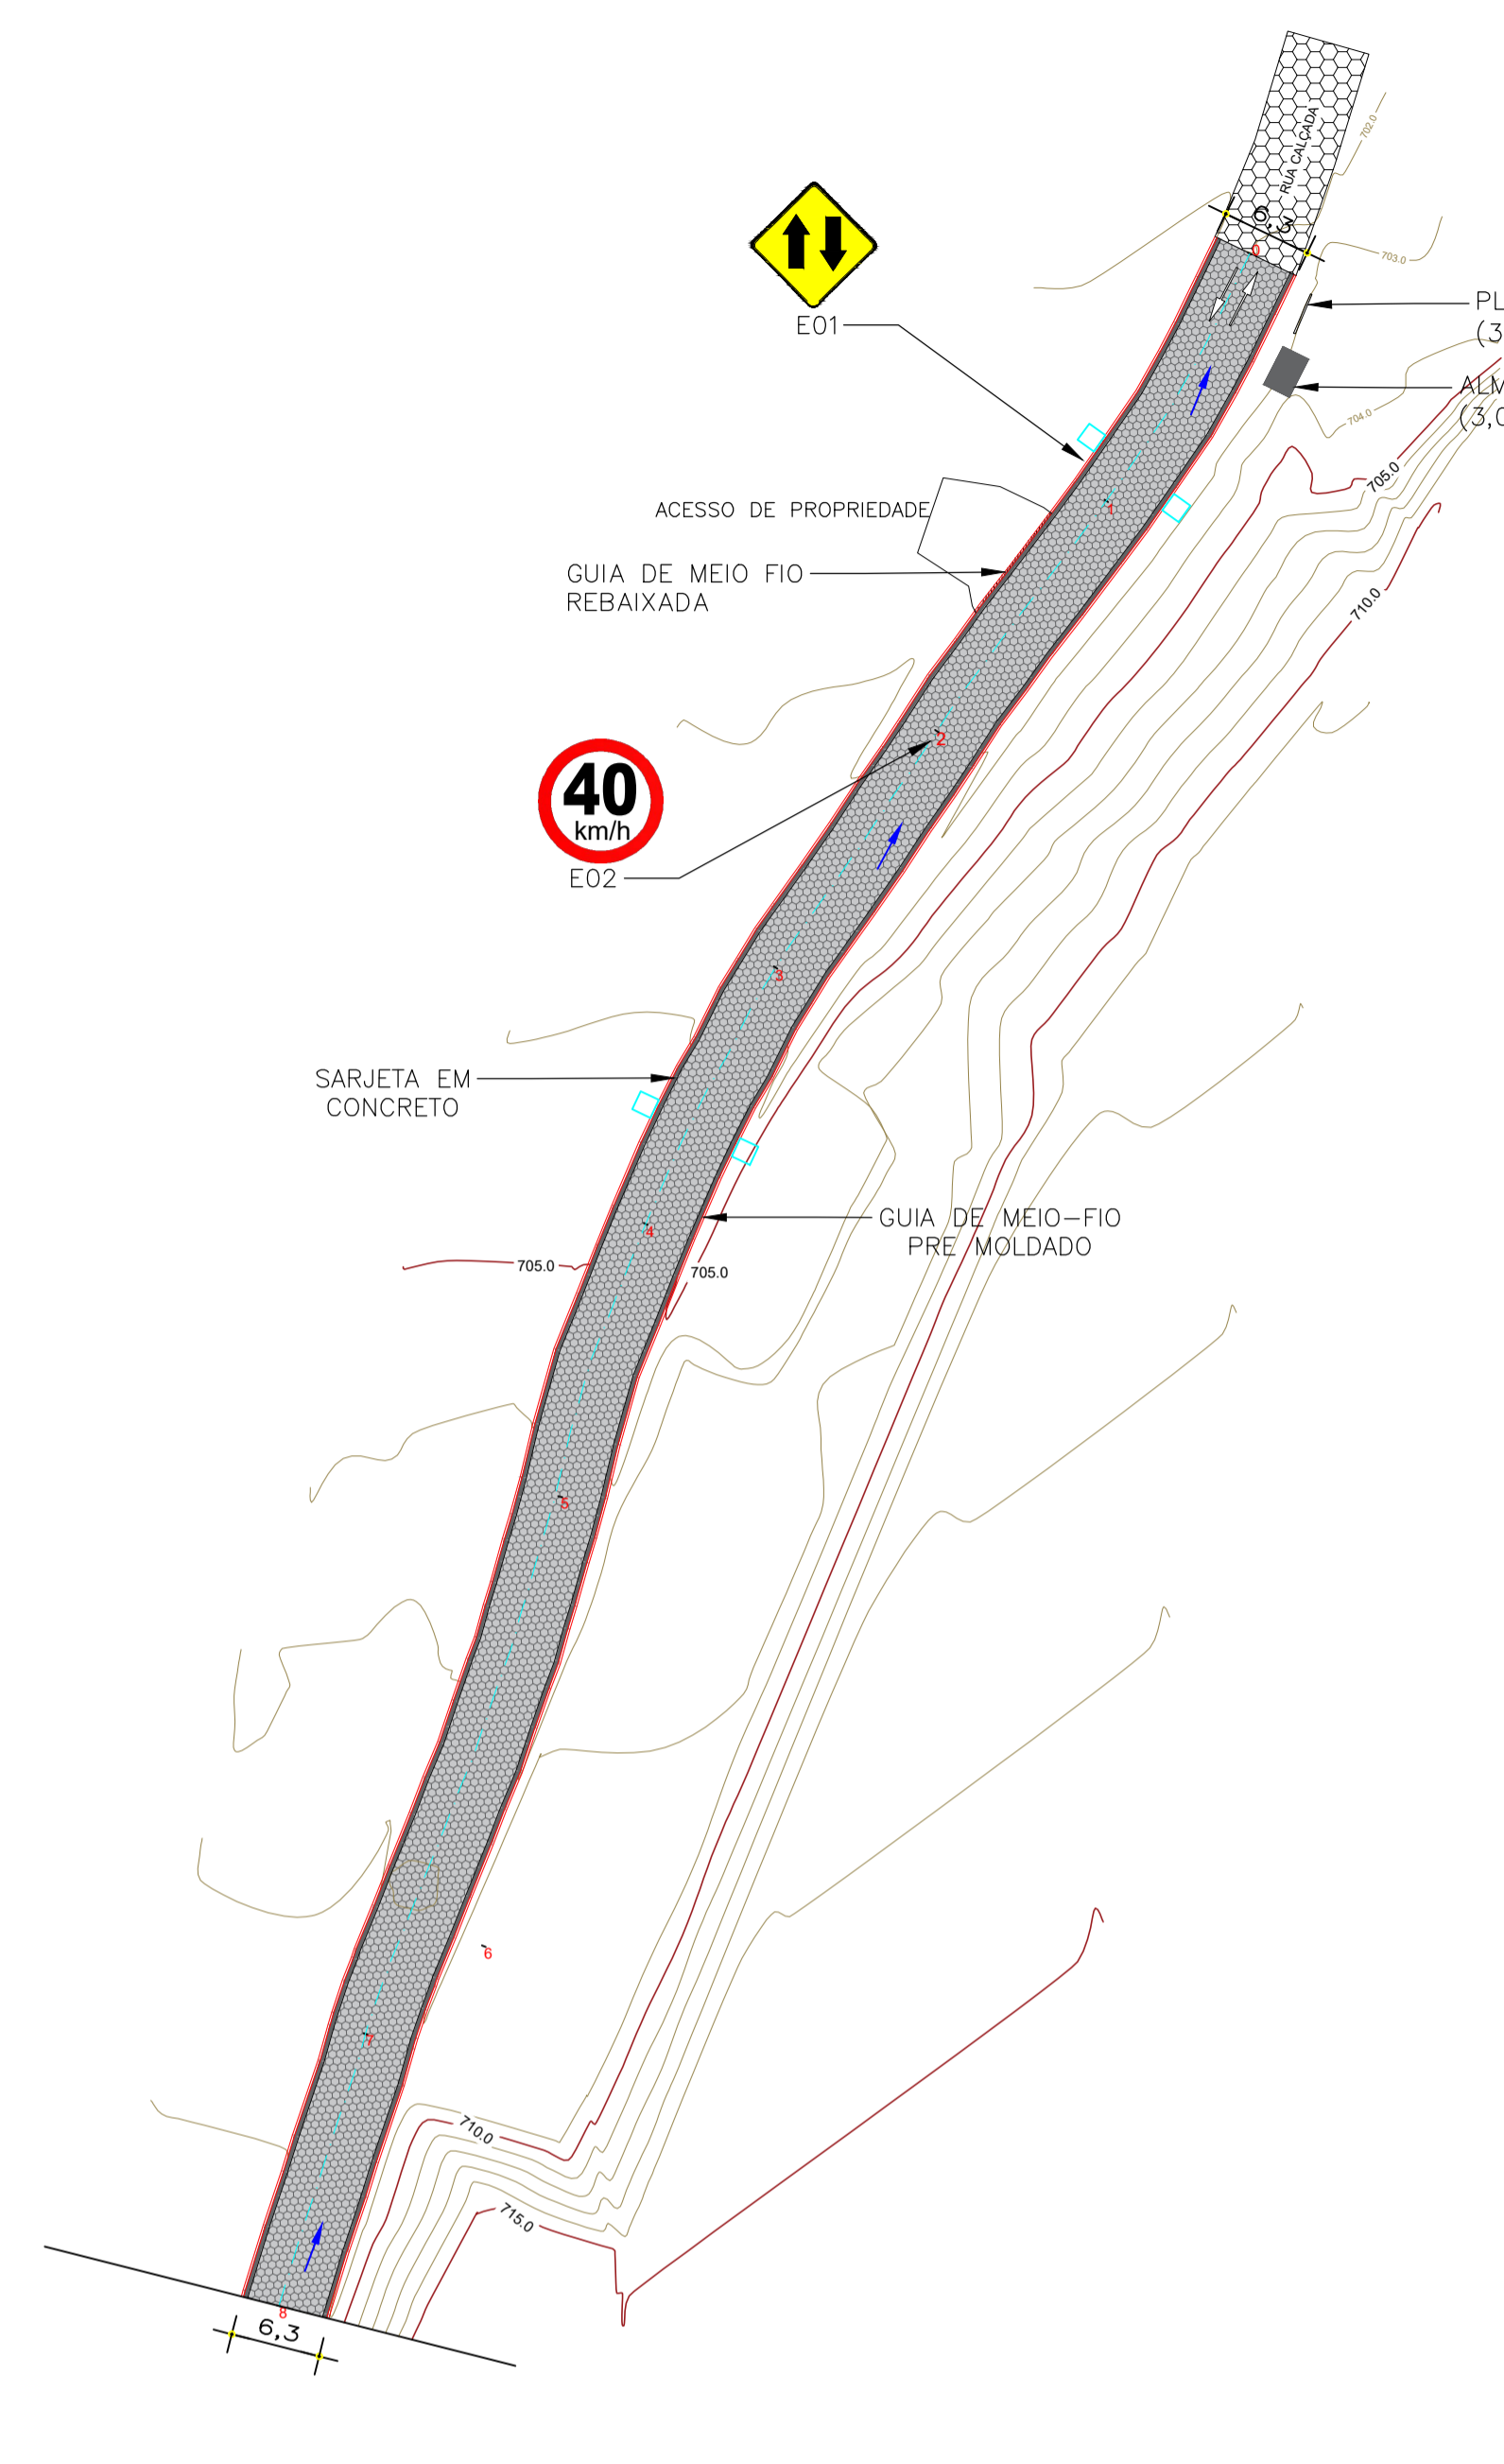 RUA CALÇADA
702.0
6,3
0
703.0
E01
PL
(3
ALM
(3,0
704.0
705.0
1
ACESSO DE PROPRIEDADE
GUIA DE MEIO FIO
REBAIXADA
710.0
2
40
km/h
E02
3
SARJETA EM
CONCRETO
GUIA DE MEIO-FIO
PRE MOLDADO
4
705.0
705.0
5
6
7
710.0
715.0
8
6,3